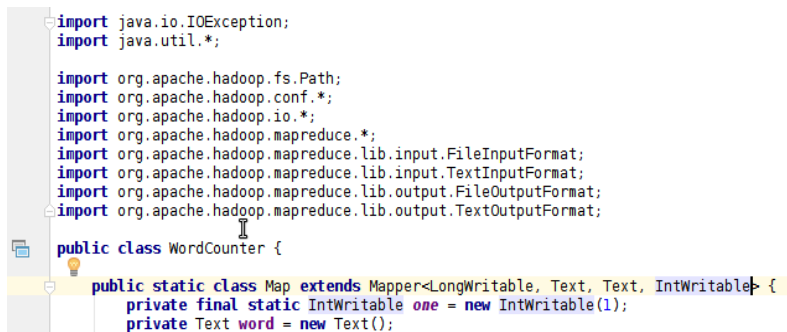 import java.io.IOException;
import java.util.*;
import org.apache.hadoop.fs.Path;
import org.apache.hadoop.conf.*;
import org.apache.hadoop.io.*;
import org.apache.hadoop.mapreduce.*;
import org.apache.hadoop.mapreduce.lib.input.FileInputFormat;
import org.apache.hadoop.mapreduce.lib.input.TextInputFormat;
import org.apache.hadoop.mapreduce.lib.output.FileOutputFormat;
import org.apache.hadoop.mapreduce.lib.output.TextOutputFormat;
public class WordCounter {
public static class Map extends Mapper<LongWritable, Text, Text, IntWritable> {
private final static IntWritable one = new IntWritable(1);
private Text word = new Text();